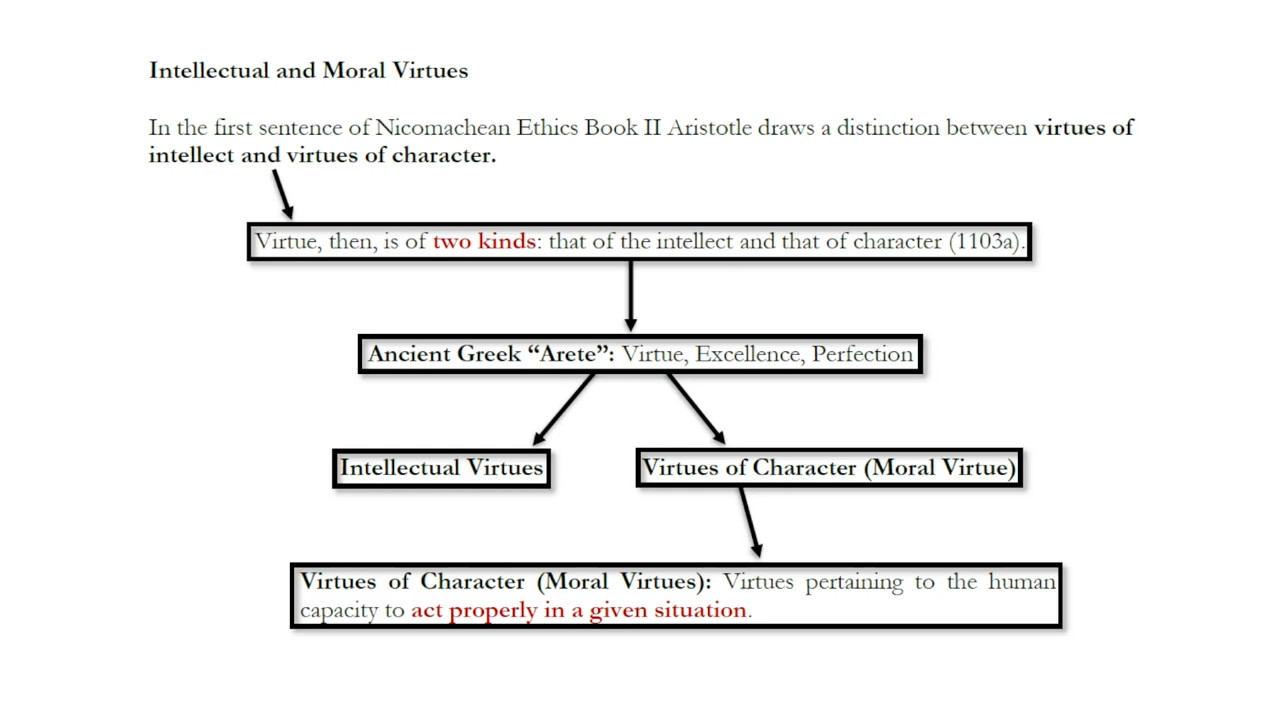 Intellectual and Moral Virtues
In the first sentence of Nicomachean Ethics Book II Aristotle draws a distinction between virtues of
intellect and virtues of character.
Virtue, then, is of two kinds: that of the intellect and that of character (1103a).
Ancient Greek “Arete”: Virtue, Excellence, Perfection
Intellectual Virtues
Virtues of Character (Moral Virtue)
Virtues of Character (Moral Virtues): Virtues pertaining to the human
capacity to act properly in a given situation.